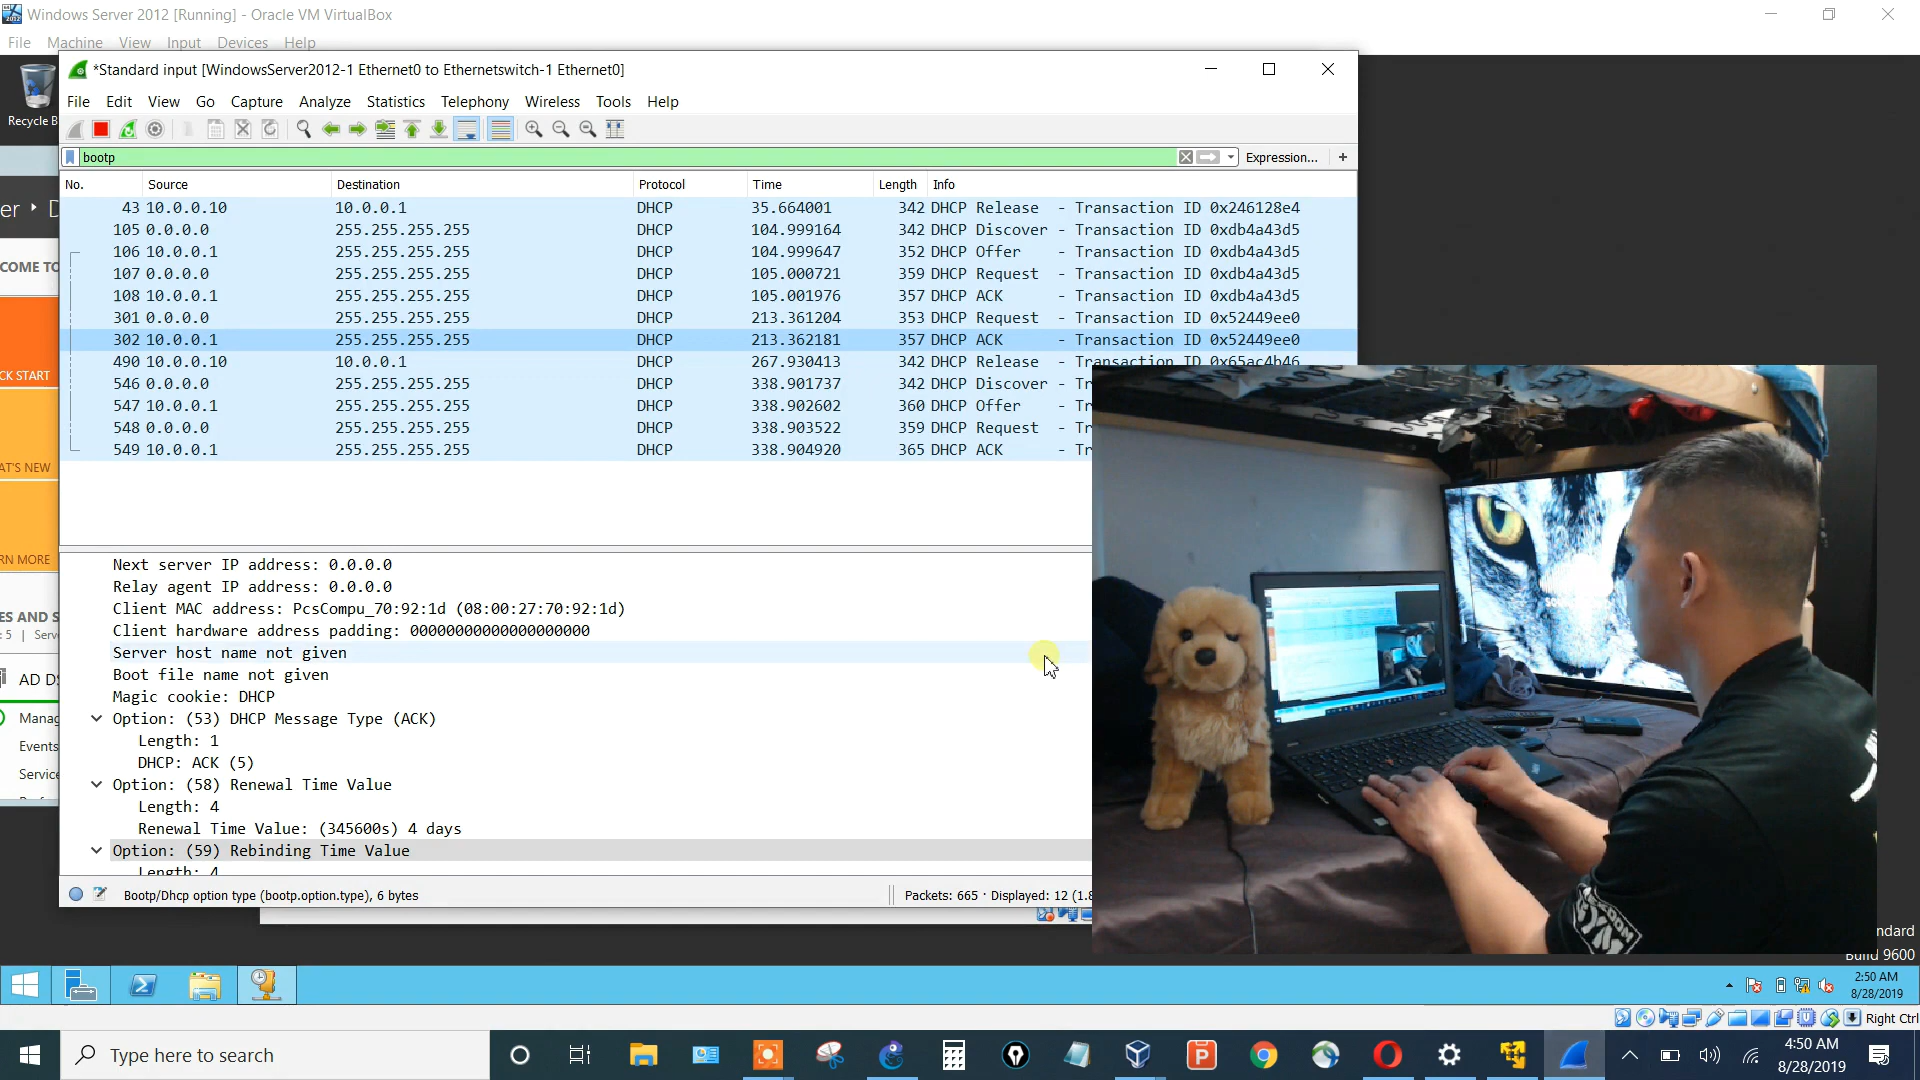 Windows Server 2012 [Running] - Oracle VM VirtualBox
File Machine View Input Devices Help
Recycle B
*Standard input [WindowsServer2012-1 Ethernet0 to Ethernetswitch-1 Ethernet0]
File Edit View Go Capture Analyze Statistics Telephony Wireless Tools Help
bootp
Expression... +
No. Source Destination Protocol Time Length Info
43 10.0.0.10 10.0.0.1 DHCP 35.664001 342 DHCP Release - Transaction ID 0x246128e4
105 0.0.0.0 255.255.255.255 DHCP 104.999164 342 DHCP Discover - Transaction ID 0xdb4a43d5
106 10.0.0.1 255.255.255.255 DHCP 104.999647 352 DHCP Offer - Transaction ID 0xdb4a43d5
107 0.0.0.0 255.255.255.255 DHCP 105.000721 359 DHCP Request - Transaction ID 0xdb4a43d5
108 10.0.0.1 255.255.255.255 DHCP 105.001976 357 DHCP ACK - Transaction ID 0xdb4a43d5
301 0.0.0.0 255.255.255.255 DHCP 213.361204 353 DHCP Request - Transaction ID 0x52449ee0
302 10.0.0.1 255.255.255.255 DHCP 213.362181 357 DHCP ACK - Transaction ID 0x52449ee0
490 10.0.0.10 10.0.0.1 DHCP 267.930413 342 DHCP Release - Transaction ID 0x65ac4b46
546 0.0.0.0 255.255.255.255 DHCP 338.901737 342 DHCP Discover - Tr
547 10.0.0.1 255.255.255.255 DHCP 338.902602 360 DHCP Offer - Tr
548 0.0.0.0 255.255.255.255 DHCP 338.903522 359 DHCP Request - Tr
549 10.0.0.1 255.255.255.255 DHCP 338.904920 365 DHCP ACK - Tr
er ▸ D
COME TO
CK START
AT'S NEW
RN MORE
ES AND S
: 5 | Serv
AD DS
Manag
Events
Service
Next server IP address: 0.0.0.0
Relay agent IP address: 0.0.0.0
Client MAC address: PcsCompu_70:92:1d (08:00:27:70:92:1d)
Client hardware address padding: 00000000000000000000
Server host name not given
Boot file name not given
Magic cookie: DHCP
Option: (53) DHCP Message Type (ACK)
Length: 1
DHCP: ACK (5)
Option: (58) Renewal Time Value
Length: 4
Renewal Time Value: (345600s) 4 days
Option: (59) Rebinding Time Value
Length: 4
Bootp/Dhcp option type (bootp.option.type), 6 bytes
Packets: 665 · Displayed: 12 (1.8
ndard
Build 9600
2:50 AM
8/28/2019
Right Ctrl
Type here to search
4:50 AM
8/28/2019